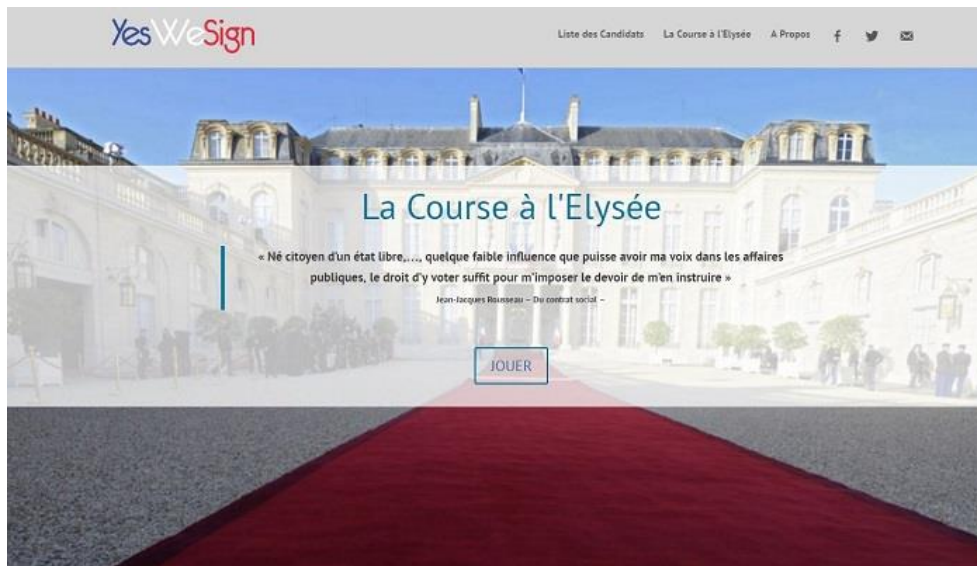 YesWeSign
Liste des Candidats La Course à l'Elysée A Propos
La Course à l'Elysée
« Né citoyen d'un état libre,…, quelque faible influence que puisse avoir ma voix dans les affaires
publiques, le droit d'y voter suffit pour m'imposer le devoir de m'en instruire »
Jean-Jacques Rousseau – Du contrat social –
JOUER